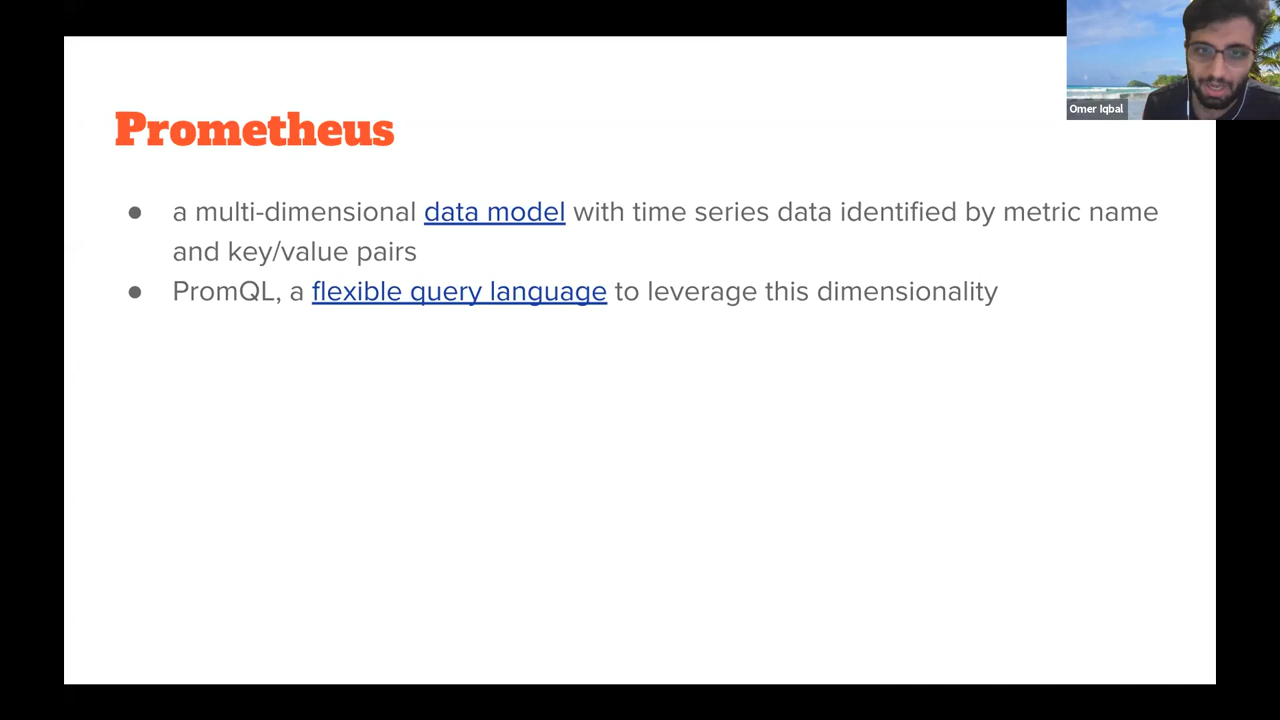 Omer Iqbal
Prometheus
● a multi-dimensional data model with time series data identified by metric name
and key/value pairs
● PromQL, a flexible query language to leverage this dimensionality